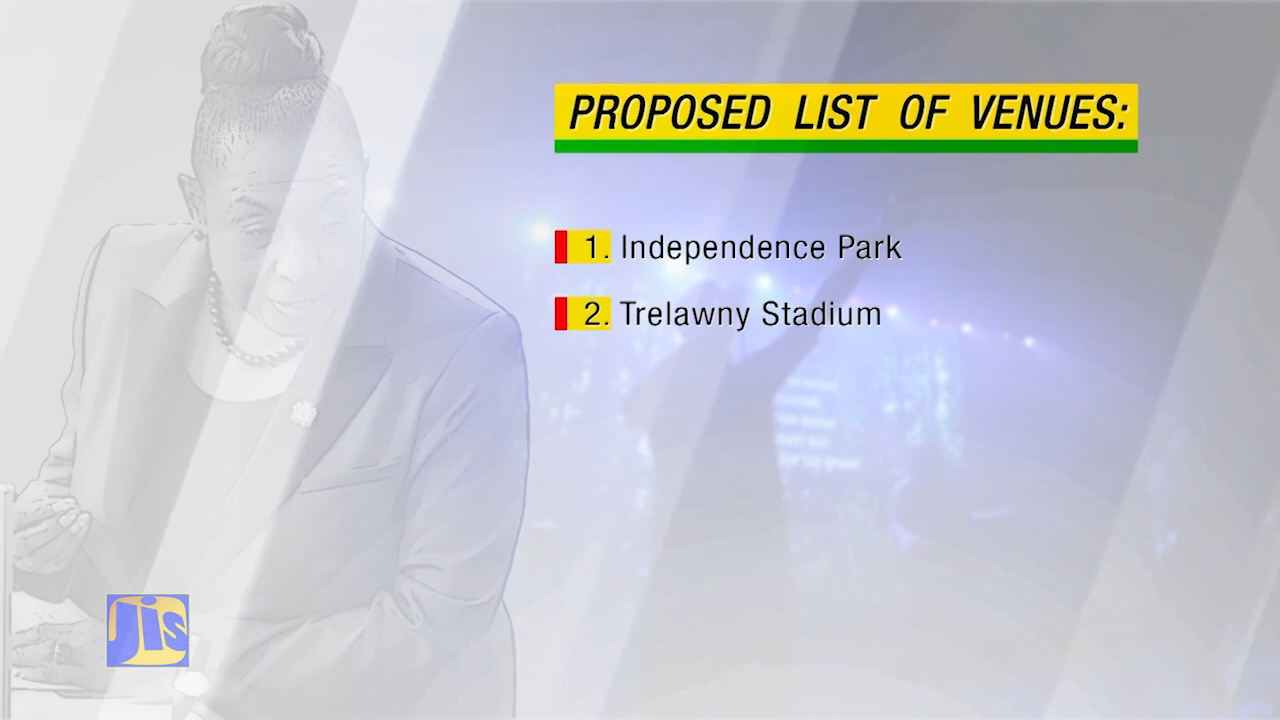 PROPOSED LIST OF VENUES:
1. Independence Park
2. Trelawny Stadium
Jis